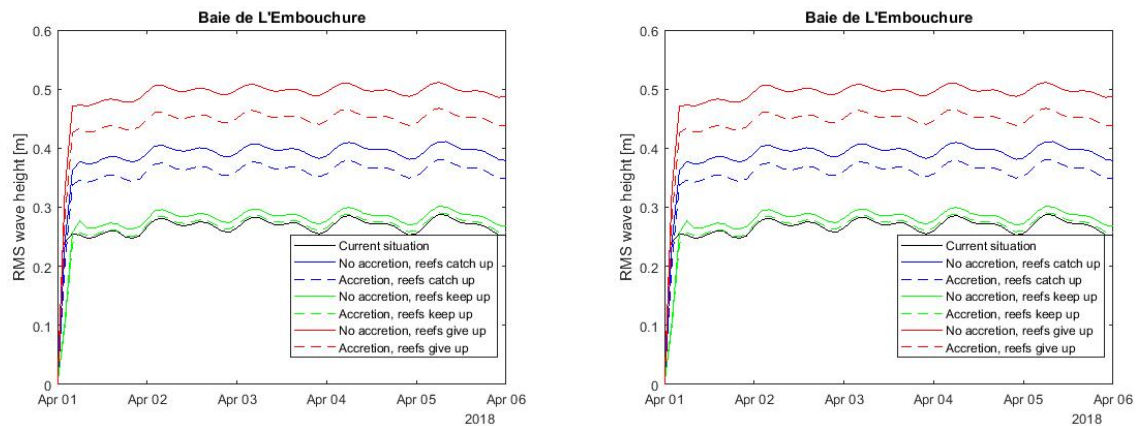 Baie de L'Embouchure
RMS wave height [m]
0.6
0.5
0.4
0.3
0.2
0.1
0
Current situation
No accretion, reefs catch up
Accretion, reefs catch up
No accretion, reefs keep up
Accretion, reefs keep up
No accretion, reefs give up
Accretion, reefs give up
Apr 01 Apr 02 Apr 03 Apr 04 Apr 05 Apr 06
2018
Baie de L'Embouchure
RMS wave height [m]
0.6
0.5
0.4
0.3
0.2
0.1
0
Current situation
No accretion, reefs catch up
Accretion, reefs catch up
No accretion, reefs keep up
Accretion, reefs keep up
No accretion, reefs give up
Accretion, reefs give up
Apr 01 Apr 02 Apr 03 Apr 04 Apr 05 Apr 06
2018